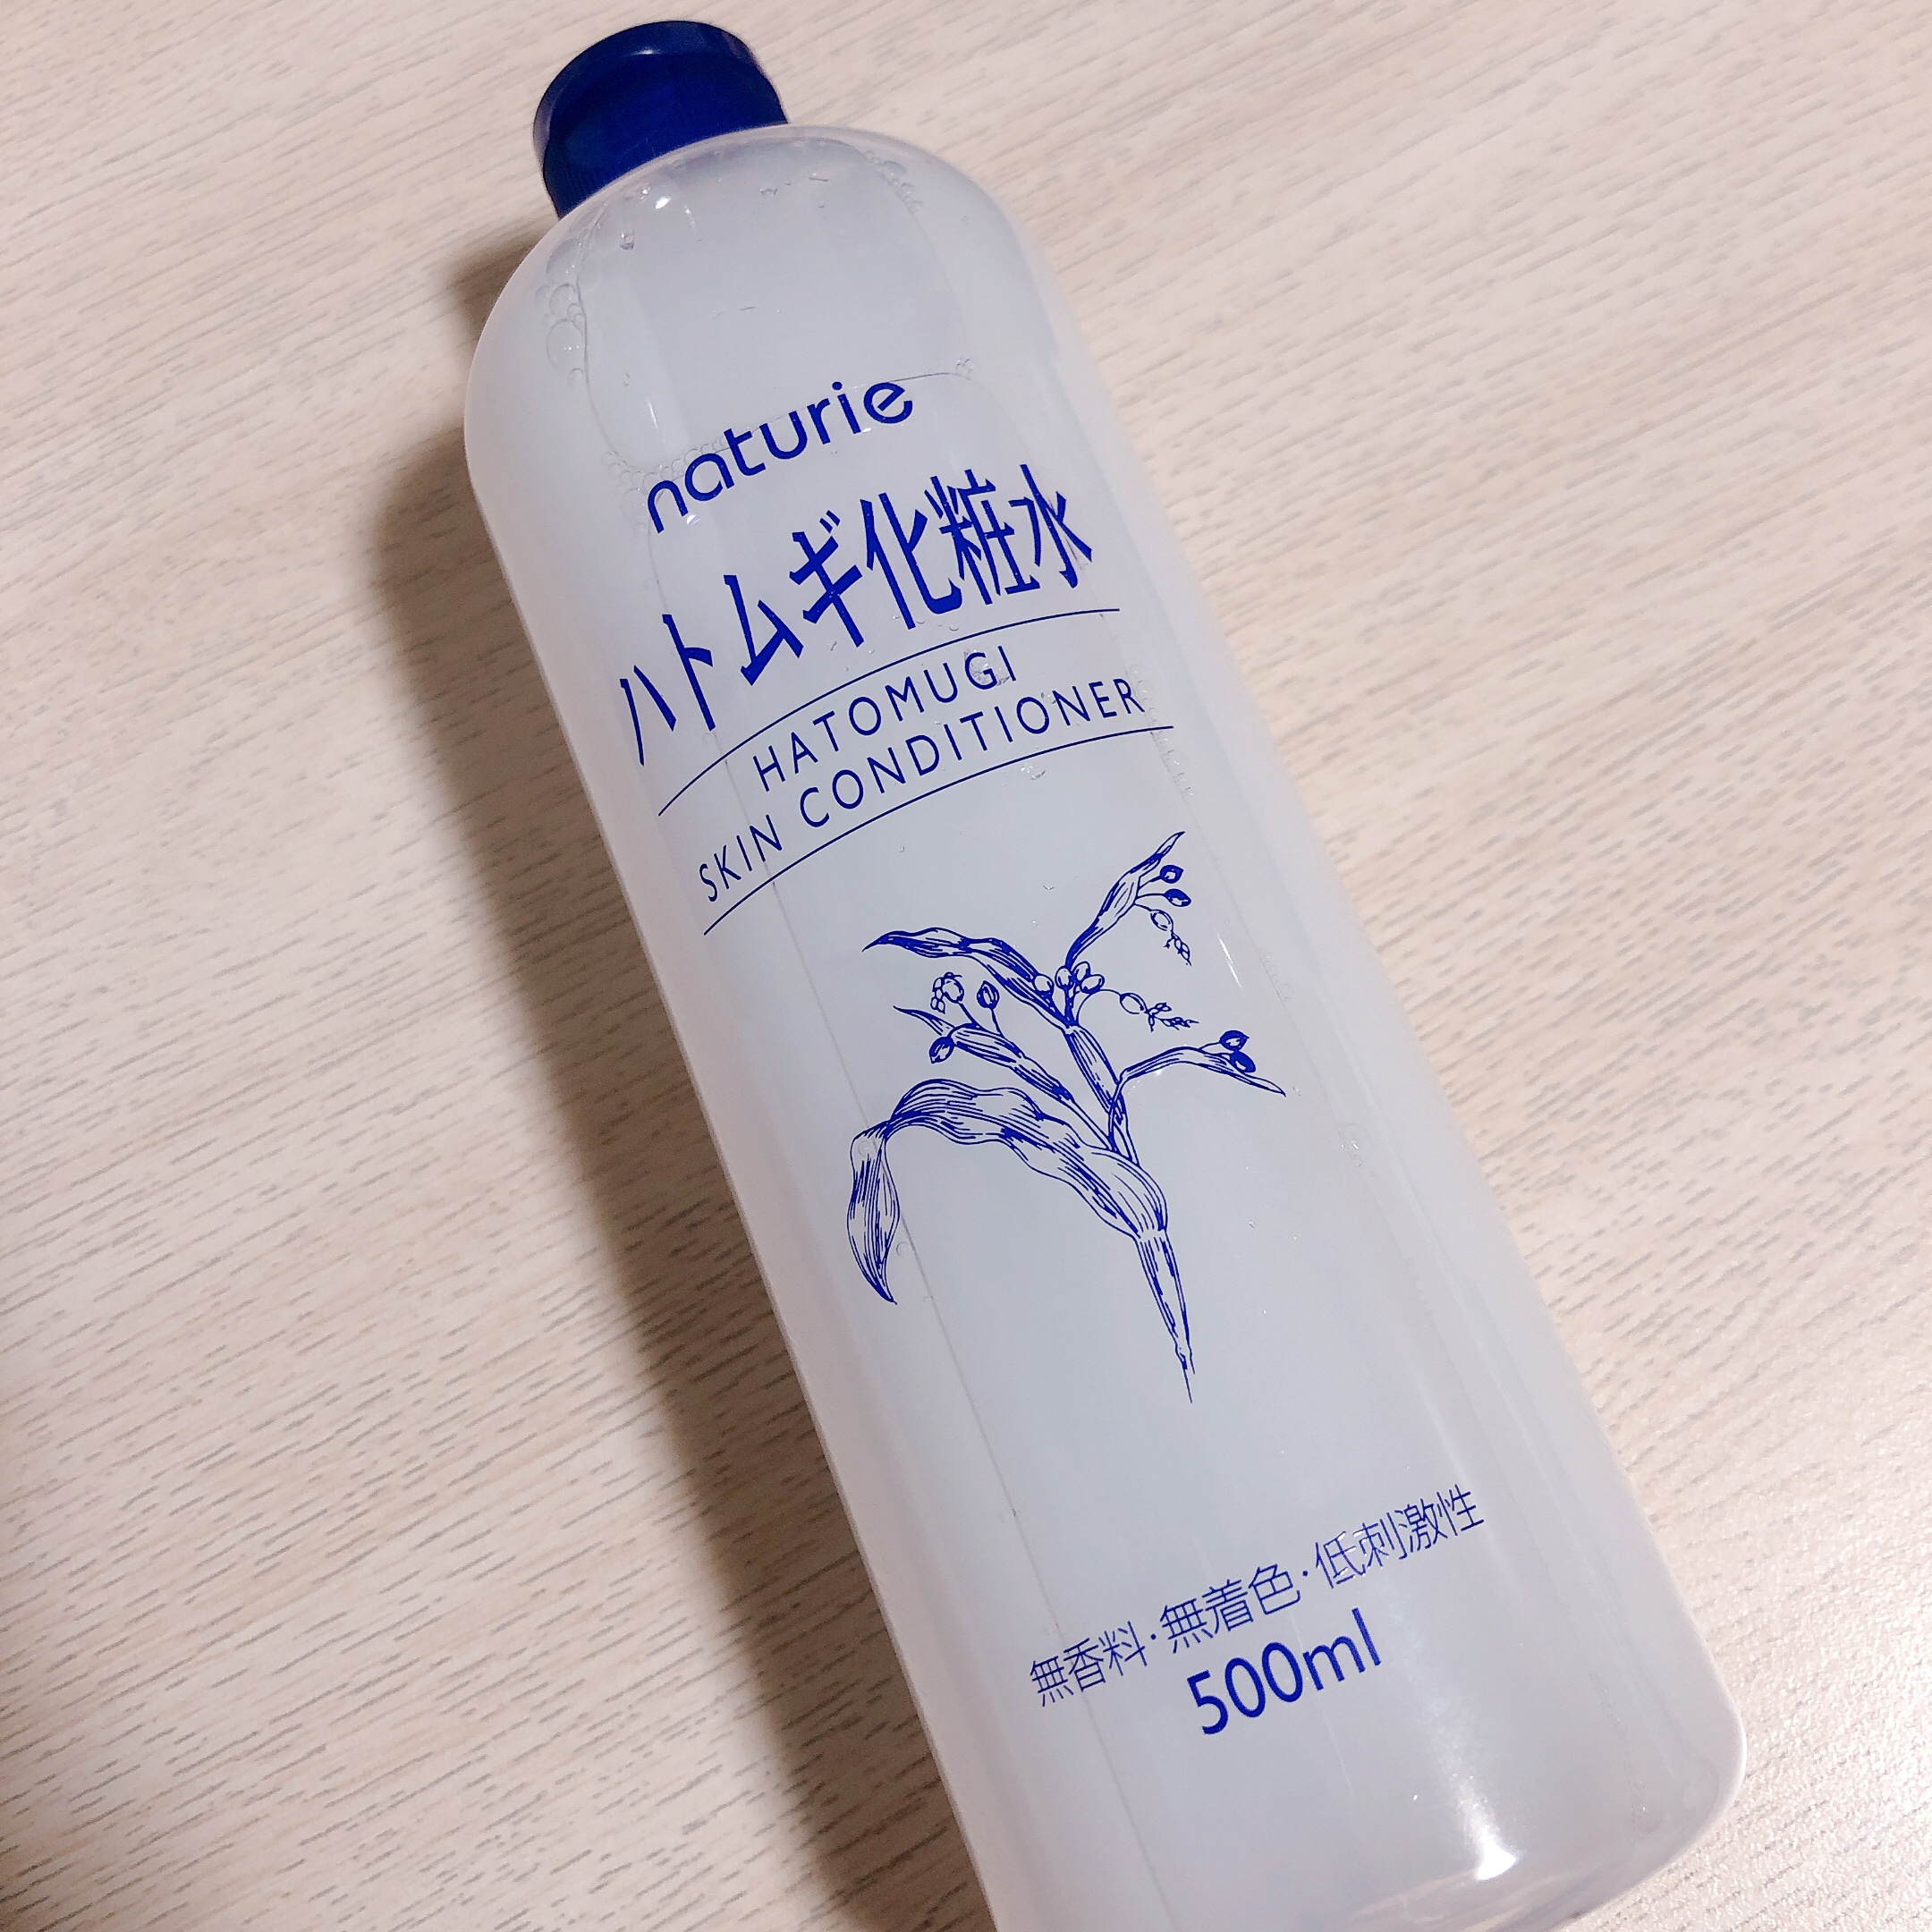 naturie
ハトムギ化粧水
HATOMUGI
SKIN CONDITIONER
無香料・無着色・低刺激性
500ml